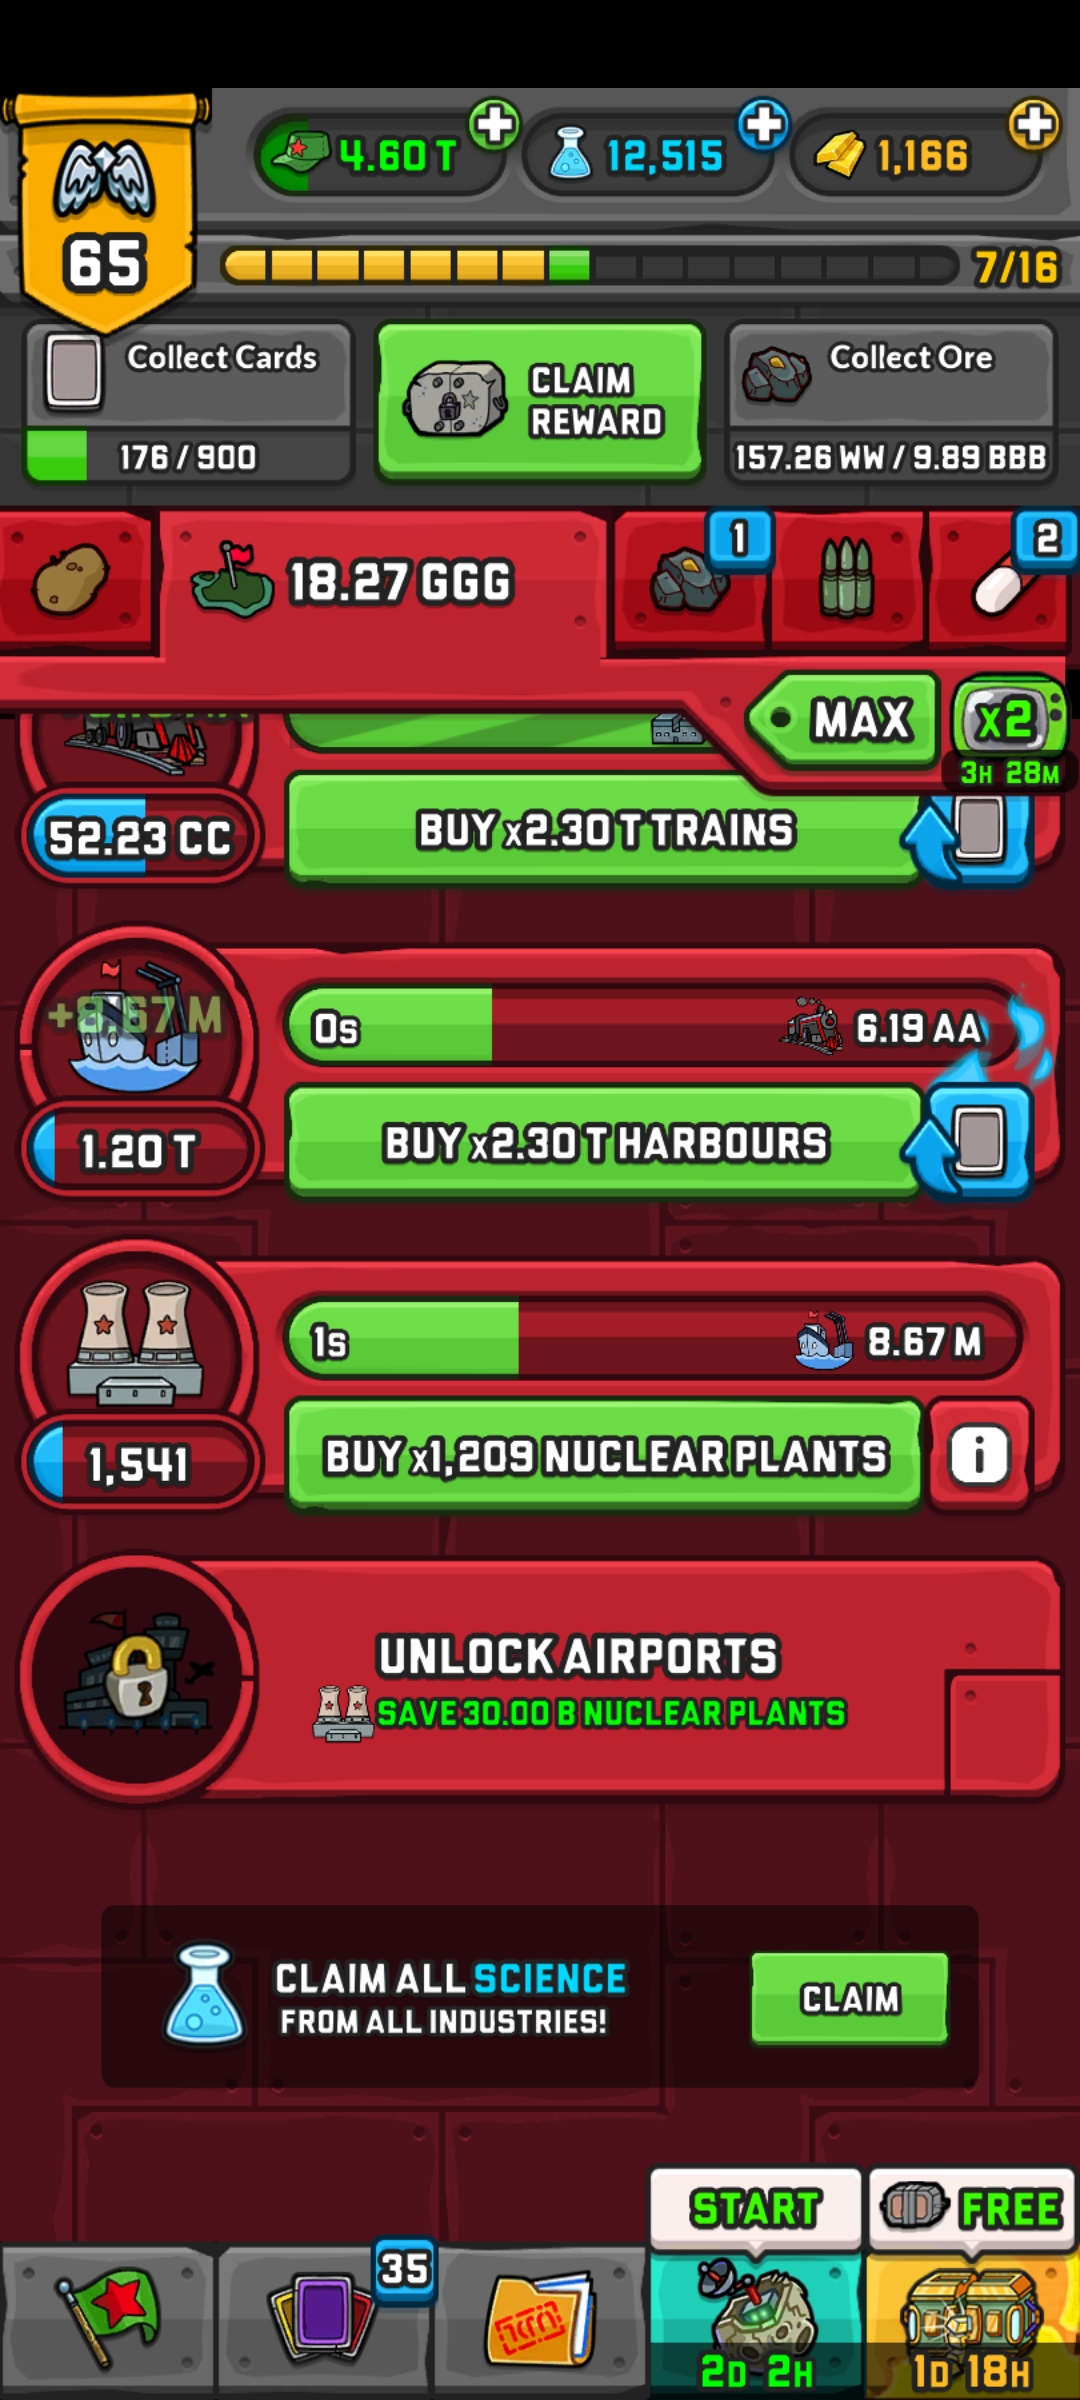 4.60 T
12,515
1,166
65
7/16
Collect Cards
176 / 900
CLAIM
REWARD
Collect Ore
157.26 WW / 9.89 BBB
18.27 GGG
1
2
MAX
x2
3H 28M
52.23 CC
BUY x2.30 T TRAINS
+8.67 M
0s
6.19 AA
1.20 T
BUY x2.30 T HARBOURS
1s
8.67 M
1,541
BUY x1,209 NUCLEAR PLANTS
i
UNLOCK AIRPORTS
SAVE 30.00 B NUCLEAR PLANTS
CLAIM ALL SCIENCE
FROM ALL INDUSTRIES!
CLAIM
START
FREE
35
2D 2H
1D 18H